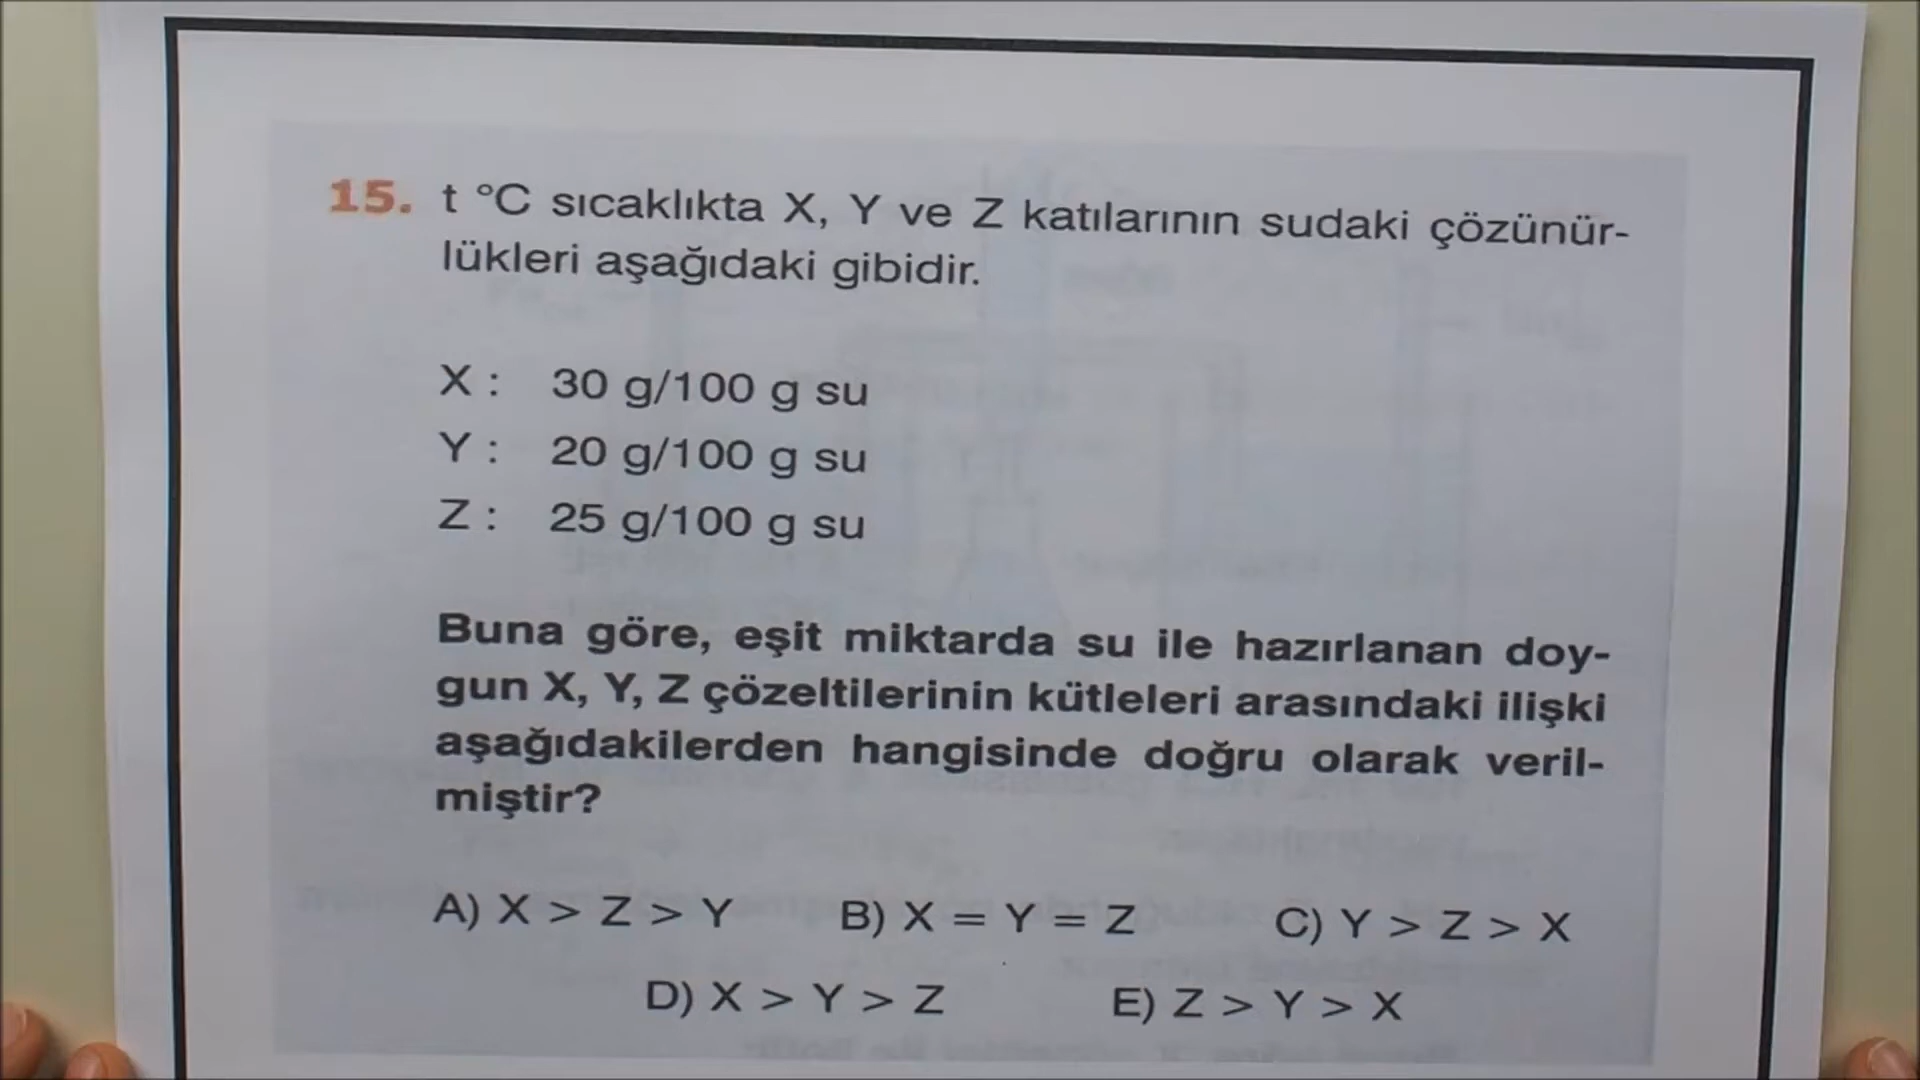 15. t °C sıcaklıkta X, Y ve Z katılarının sudaki çözünür-
lükleri aşağıdaki gibidir.
X : 30 g/100 g su
Y : 20 g/100 g su
Z : 25 g/100 g su
Buna göre, eşit miktarda su ile hazırlanan doy-
gun X, Y, Z çözeltilerinin kütleleri arasındaki ilişki
aşağıdakilerden hangisinde doğru olarak veril-
miştir?
A) X > Z > Y B) X = Y = Z C) Y > Z > X
D) X > Y > Z E) Z > Y > X